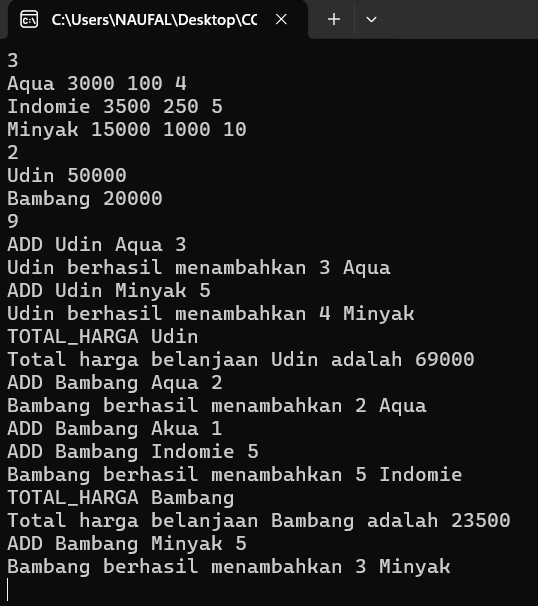 C:\Users\NAUFAL\Desktop\CC
3
Aqua 3000 100 4
Indomie 3500 250 5
Minyak 15000 1000 10
2
Udin 50000
Bambang 20000
9
ADD Udin Aqua 3
Udin berhasil menambahkan 3 Aqua
ADD Udin Minyak 5
Udin berhasil menambahkan 4 Minyak
TOTAL_HARGA Udin
Total harga belanjaan Udin adalah 69000
ADD Bambang Aqua 2
Bambang berhasil menambahkan 2 Aqua
ADD Bambang Akua 1
ADD Bambang Indomie 5
Bambang berhasil menambahkan 5 Indomie
TOTAL_HARGA Bambang
Total harga belanjaan Bambang adalah 23500
ADD Bambang Minyak 5
Bambang berhasil menambahkan 3 Minyak